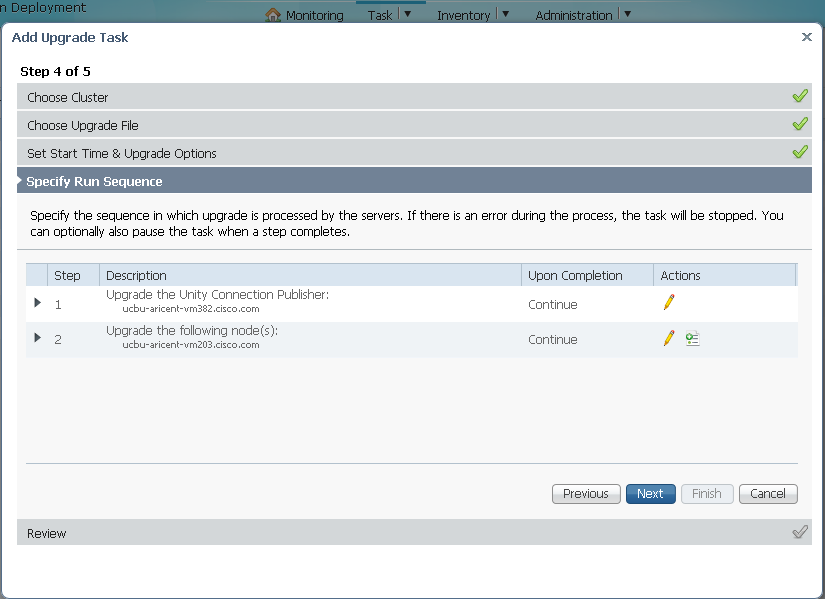 n Deployment
Monitoring Task Inventory Administration
Add Upgrade Task
Step 4 of 5
Choose Cluster
Choose Upgrade File
Set Start Time & Upgrade Options
Specify Run Sequence
Specify the sequence in which upgrade is processed by the servers. If there is an error during the process, the task will be stopped. You
can optionally also pause the task when a step completes.
Step Description Upon Completion Actions
1 Upgrade the Unity Connection Publisher: Continue
ucbu-aricent-vm382.cisco.com
2 Upgrade the following node(s): Continue
ucbu-aricent-vm203.cisco.com
Previous Next Finish Cancel
Review